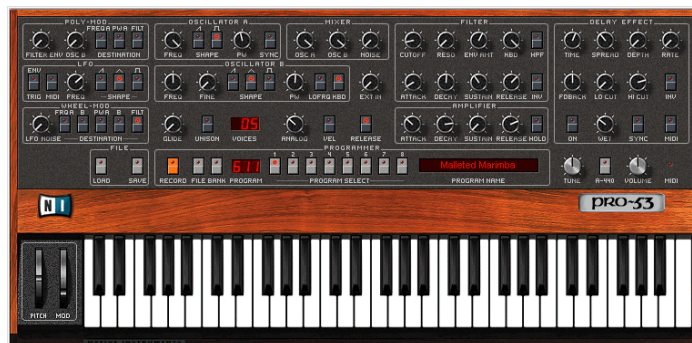 POLY-MOD OSCILLATOR A MIXER FILTER DELAY EFFECT
FREQA PWA FILT
FILTER ENV OSC B DESTINATION FREQ SHAPE PW SYNC OSC A OSC B NOISE CUTOFF RESO ENV AMT KBD HPF TIME SPREAD DEPTH RATE
LFO OSCILLATOR B
ENV
TRIG MIDI FREQ SHAPE FREQ FINE SHAPE PW LOFRQ KBD EXT IN ATTACK DECAY SUSTAIN RELEASE INV FDBACK LO CUT HI CUT INV
WHEEL-MOD AMPLIFIER
FRQA B PWA B FILT
LFO NOISE DESTINATION GLIDE UNISON 05 VOICES ANALOG VEL RELEASE ATTACK DECAY SUSTAIN RELEASE HOLD ON WET SYNC MIDI
FILE PROGRAMMER
1 2 3 4 5 6 7 8
611 Malleted Marimba
LOAD SAVE RECORD FILE BANK PROGRAM PROGRAM SELECT PROGRAM NAME TUNE A-440 VOLUME MIDI
NI PRO-53
PITCH MOD